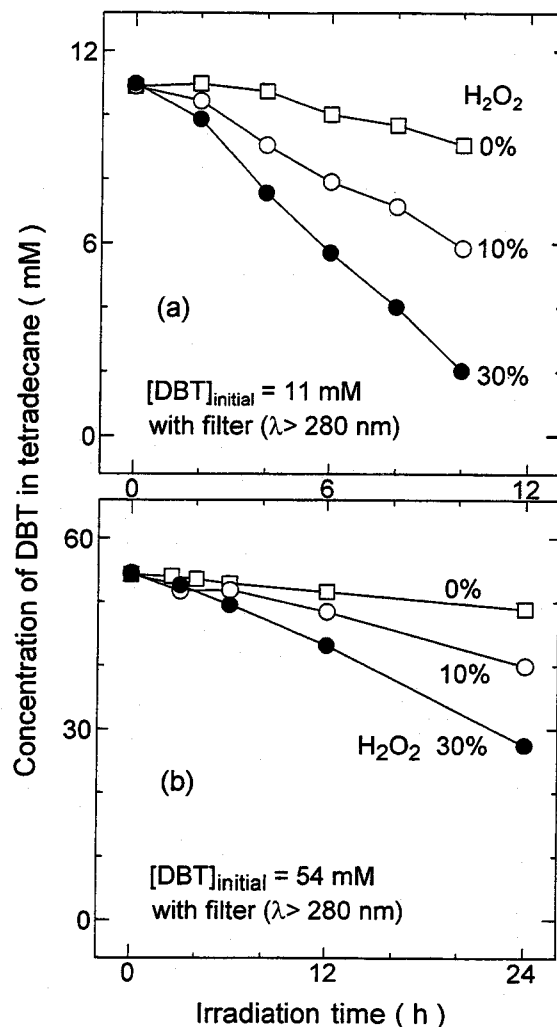 Concentration of DBT in tetradecane ( mM )
12
6
0
H₂O₂
0%
10%
30%
(a)
[DBT]initial = 11 mM
with filter (λ> 280 nm)
0
6
12
60
30
0
0%
10%
H₂O₂ 30%
(b)
[DBT]initial = 54 mM
with filter (λ> 280 nm)
0
12
24
Irradiation time ( h )